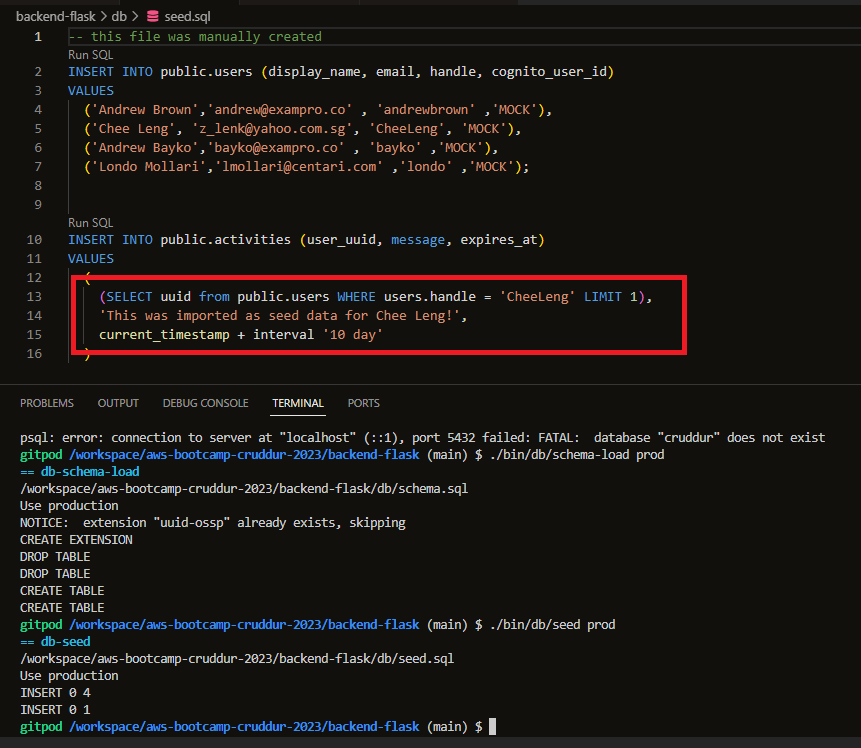 backend-flask > db > seed.sql
1 -- this file was manually created
Run SQL
2 INSERT INTO public.users (display_name, email, handle, cognito_user_id)
3 VALUES
4 ('Andrew Brown','andrew@exampro.co' , 'andrewbrown' ,'MOCK'),
5 ('Chee Leng', 'z_lenk@yahoo.com.sg', 'CheeLeng', 'MOCK'),
6 ('Andrew Bayko','bayko@exampro.co' , 'bayko' ,'MOCK'),
7 ('Londo Mollari','lmollari@centari.com' ,'londo' ,'MOCK');
8
9
Run SQL
10 INSERT INTO public.activities (user_uuid, message, expires_at)
11 VALUES
12 (
13 (SELECT uuid from public.users WHERE users.handle = 'CheeLeng' LIMIT 1),
14 'This was imported as seed data for Chee Leng!',
15 current_timestamp + interval '10 day'
16 )
PROBLEMS OUTPUT DEBUG CONSOLE TERMINAL PORTS
psql: error: connection to server at "localhost" (::1), port 5432 failed: FATAL:  database "cruddur" does not exist
gitpod /workspace/aws-bootcamp-cruddur-2023/backend-flask (main) $ ./bin/db/schema-load prod
== db-schema-load
/workspace/aws-bootcamp-cruddur-2023/backend-flask/db/schema.sql
Use production
NOTICE:  extension "uuid-ossp" already exists, skipping
CREATE EXTENSION
DROP TABLE
DROP TABLE
CREATE TABLE
CREATE TABLE
gitpod /workspace/aws-bootcamp-cruddur-2023/backend-flask (main) $ ./bin/db/seed prod
== db-seed
/workspace/aws-bootcamp-cruddur-2023/backend-flask/db/seed.sql
Use production
INSERT 0 4
INSERT 0 1
gitpod /workspace/aws-bootcamp-cruddur-2023/backend-flask (main) $